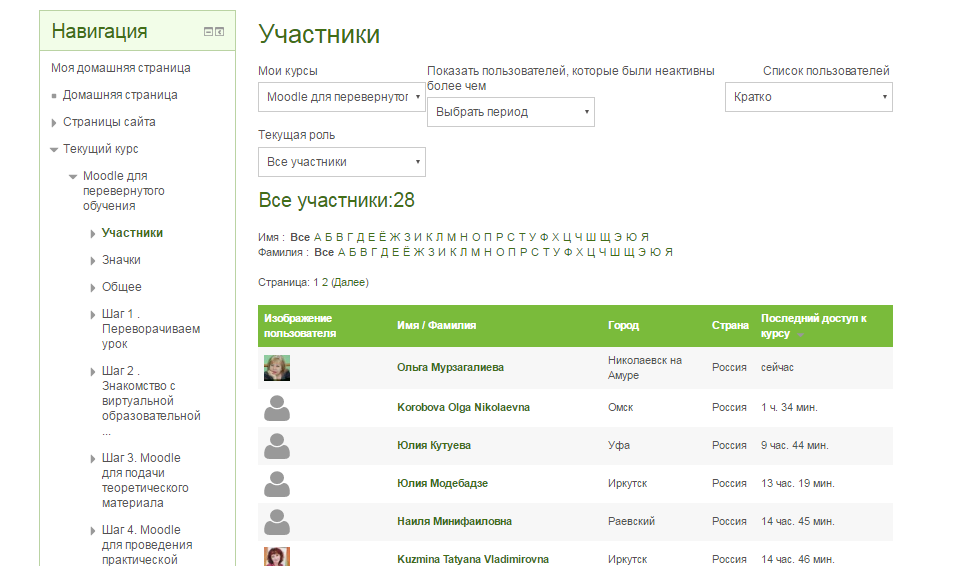 Навигация
Моя домашняя страница
Домашняя страница
Страницы сайта
Текущий курс
Moodle для
перевернутого
обучения
Участники
Значки
Общее
Шаг 1 .
Переворачиваем
урок
Шаг 2 .
Знакомство с
виртуальной
образовательной
...
Шаг 3. Moodle
для подачи
теоретического
материала
Шаг 4. Moodle
для проведения
практической
Участники
Мои курсы
Moodle для перевернутог
Показать пользователей, которые были неактивны
более чем
Выбрать период
Список пользователей
Кратко
Текущая роль
Все участники
Все участники:28
Имя : Все А Б В Г Д Е Ё Ж З И К Л М Н О П Р С Т У Ф Х Ц Ч Ш Щ Э Ю Я
Фамилия : Все А Б В Г Д Е Ё Ж З И К Л М Н О П Р С Т У Ф Х Ц Ч Ш Щ Э Ю Я
Страница: 1 2 (Далее)
Изображение пользователя Имя / Фамилия Город Страна Последний доступ к курсу
Ольга Мурзагалиева Николаевск на Амуре Россия сейчас
Korobova Olga Nikolaevna Омск Россия 1 ч. 34 мин.
Юлия Кутуева Уфа Россия 9 час. 44 мин.
Юлия Модебадзе Иркутск Россия 13 час. 19 мин.
Наиля Минифаиловна Раевский Россия 14 час. 45 мин.
Kuzmina Tatyana Vladimirovna Иркутск Россия 14 час. 46 мин.